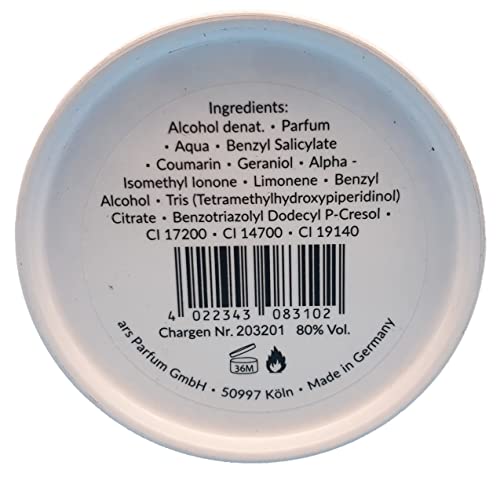 Ingredients:
Alcohol denat. • Parfum
• Aqua • Benzyl Salicylate
• Coumarin • Geraniol • Alpha -
Isomethyl Ionone • Limonene • Benzyl
Alcohol • Tris (Tetramethylhydroxypiperidinol)
Citrate • Benzotriazolyl Dodecyl P-Cresol •
CI 17200 • CI 14700 • CI 19140
4 022343 083102
Chargen Nr. 203201 80% Vol.
36M
ars Parfum GmbH • 50997 Köln • Made in Germany